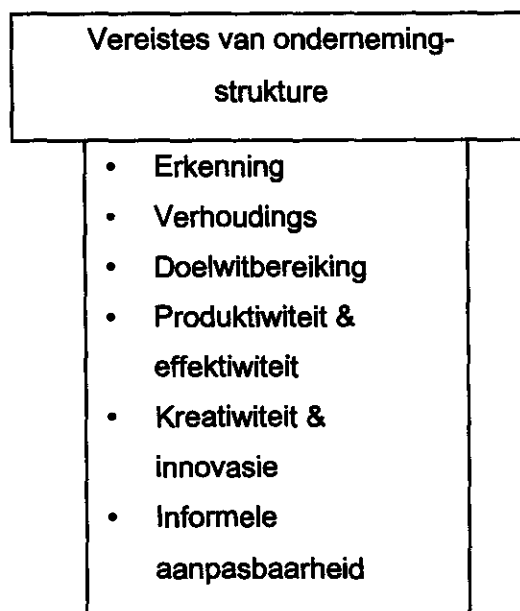 Vereistes van onderneming-
strukture
• Erkenning
• Verhoudings
• Doelwitbereiking
• Produktiwiteit &
effektiwiteit
• Kreatiwiteit &
innovasie
• Informele
aanpasbaarheid